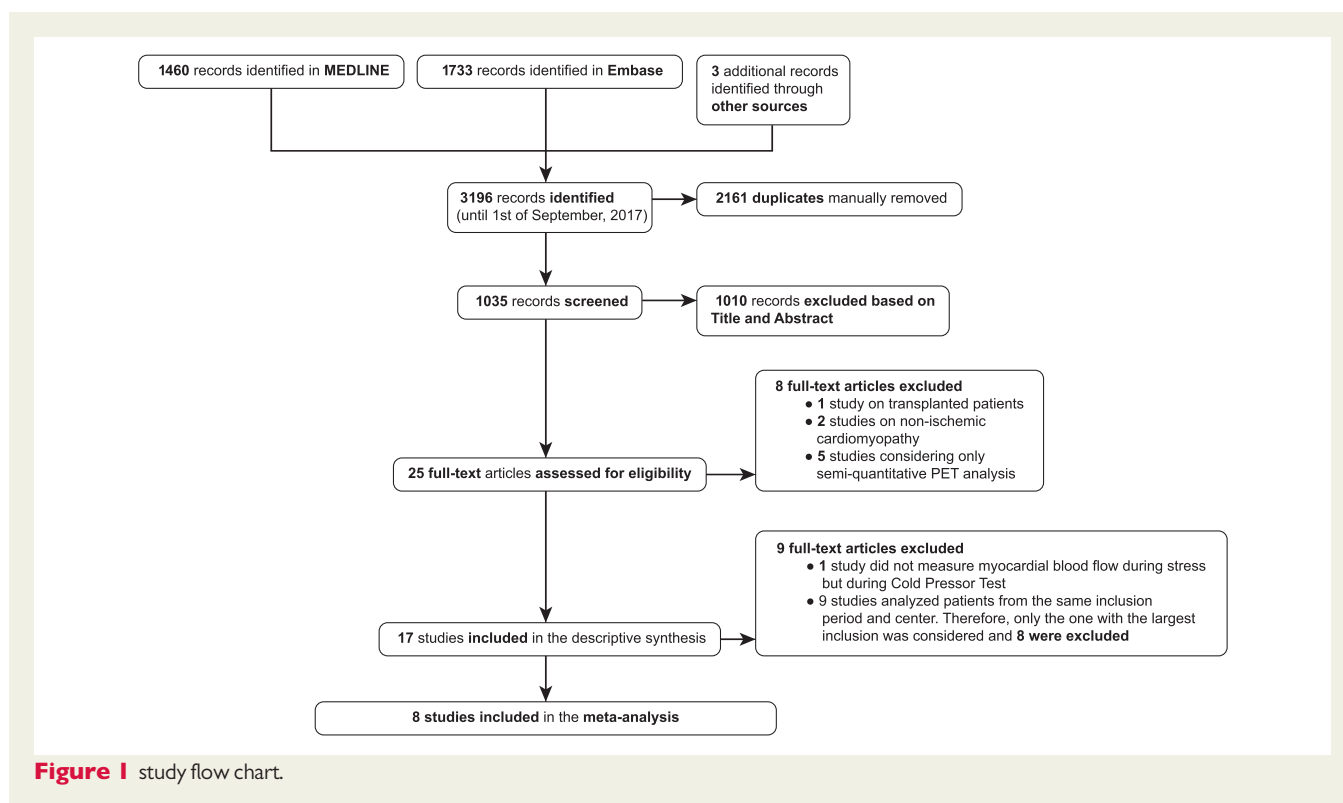 1460 records identified in MEDLINE
1733 records identified in Embase
3 additional records
identified through
other sources
3196 records identified
(until 1st of September, 2017)
2161 duplicates manually removed
1035 records screened
1010 records excluded based on
Title and Abstract
8 full-text articles excluded
● 1 study on transplanted patients
● 2 studies on non-ischemic
cardiomyopathy
● 5 studies considering only
semi-quantitative PET analysis
25 full-text articles assessed for eligibility
9 full-text articles excluded
● 1 study did not measure myocardial blood flow during stress
but during Cold Pressor Test
● 9 studies analyzed patients from the same inclusion
period and center. Therefore, only the one with the largest
inclusion was considered and 8 were excluded
17 studies included in the descriptive synthesis
8 studies included in the meta-analysis
Figure 1 study flow chart.